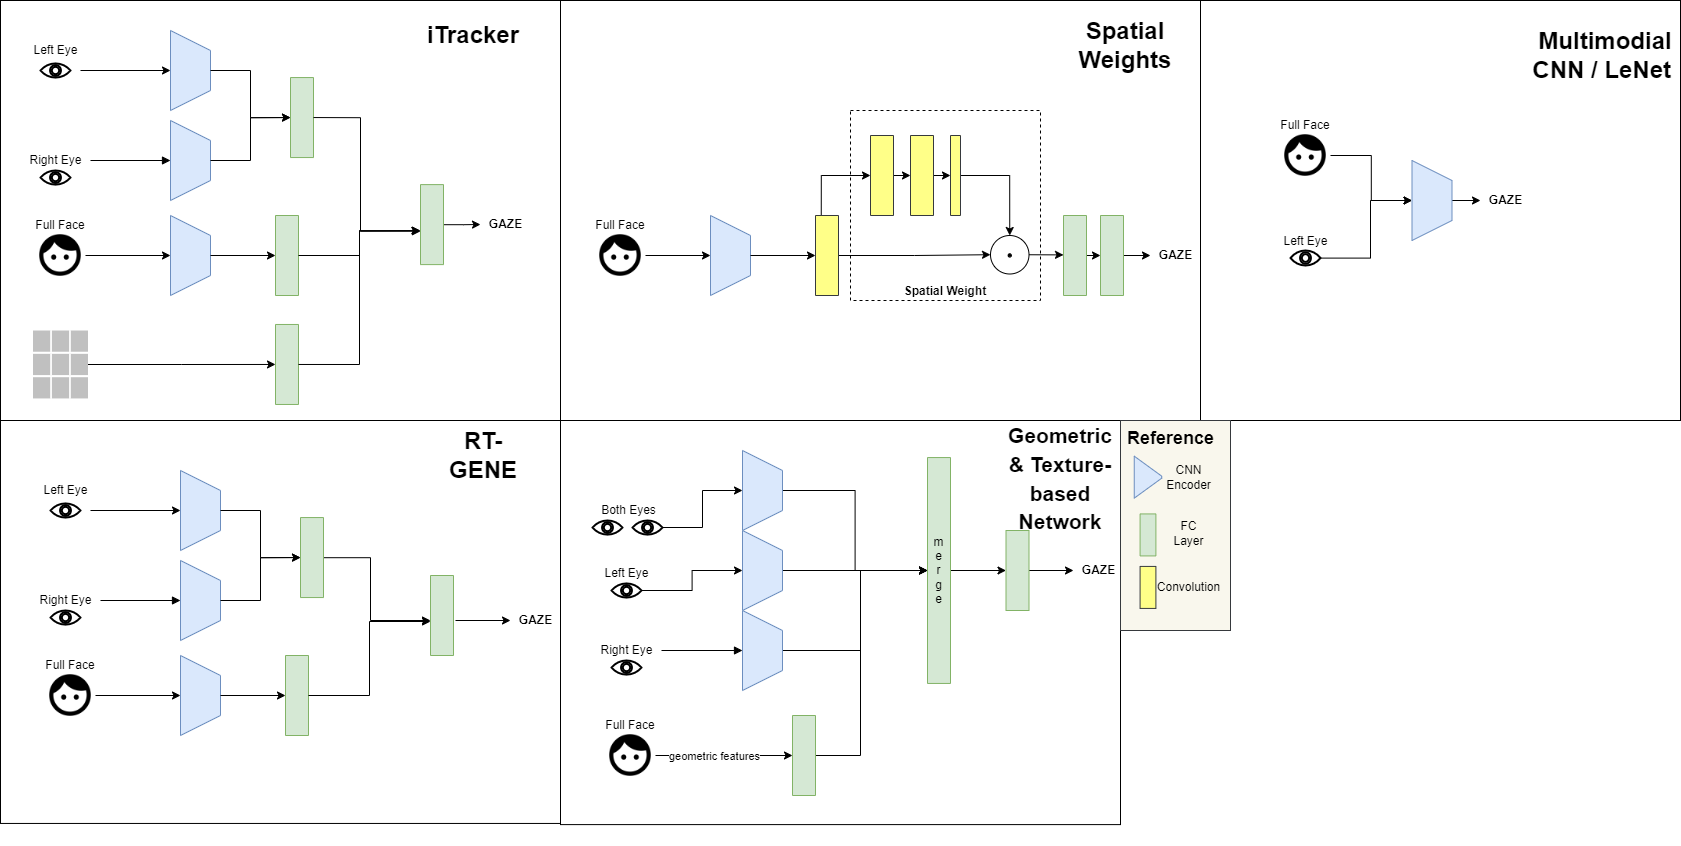 iTracker
Left Eye
Right Eye
Full Face
GAZE
Spatial
Weights
Full Face
Spatial Weight
GAZE
Multimodial
CNN / LeNet
Full Face
Left Eye
GAZE
RT-
GENE
Left Eye
Right Eye
Full Face
GAZE
Geometric
& Texture-
based
Network
Both Eyes
Left Eye
Right Eye
Full Face
geometric features
m
e
r
g
e
GAZE
Reference
CNN
Encoder
FC
Layer
Convolution